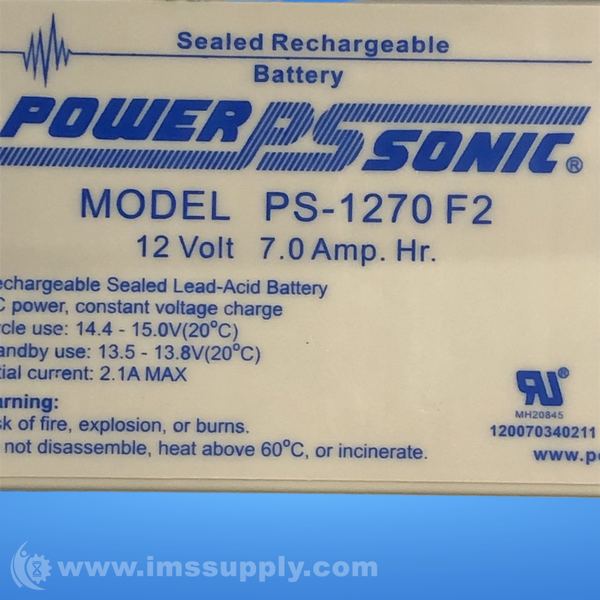 Sealed Rechargeable
Battery
POWER PS SONIC®
MODEL PS-1270 F2
12 Volt 7.0 Amp. Hr.
echargeable Sealed Lead-Acid Battery
C power, constant voltage charge
ycle use: 14.4 - 15.0V(20°C)
andby use: 13.5 - 13.8V(20°C)
tial current: 2.1A MAX
arning:
sk of fire, explosion, or burns.
not disassemble, heat above 60°C, or incinerate.
RU®
MH20845
120070340211
www.p
www.imssupply.com